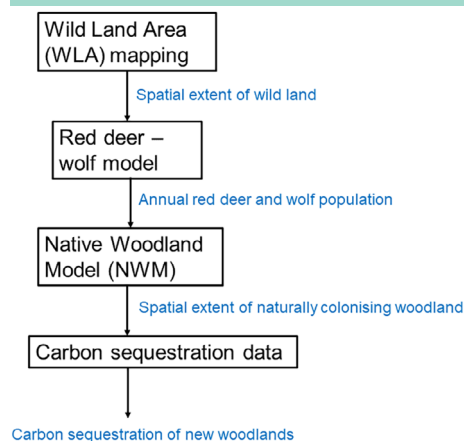 Wild Land Area
(WLA) mapping
Spatial extent of wild land
Red deer –
wolf model
Annual red deer and wolf population
Native Woodland
Model (NWM)
Spatial extent of naturally colonising woodland
Carbon sequestration data
Carbon sequestration of new woodlands